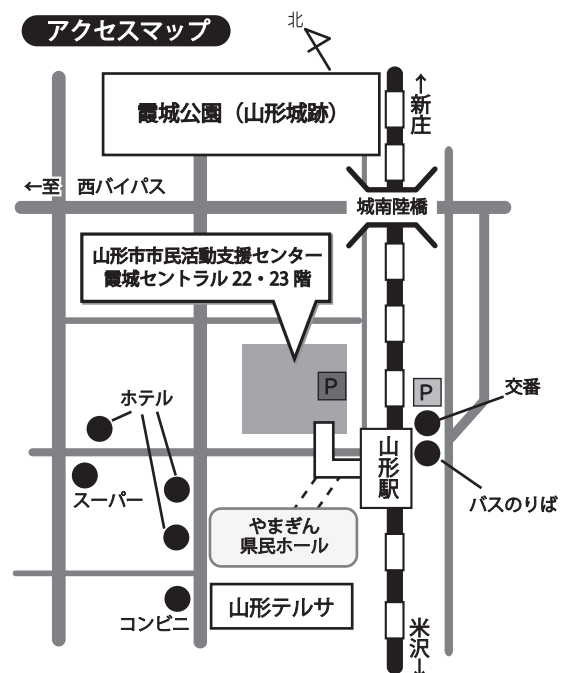 アクセスマップ
北
霞城公園（山形城跡）
↑新庄
←至 西バイパス
城南陸橋
山形市市民活動支援センター
霞城セントラル 22・23 階
P
P
交番
ホテル
山形駅
スーパー
バスのりば
やまぎん
県民ホール
山形テルサ
コンビニ
米沢↓